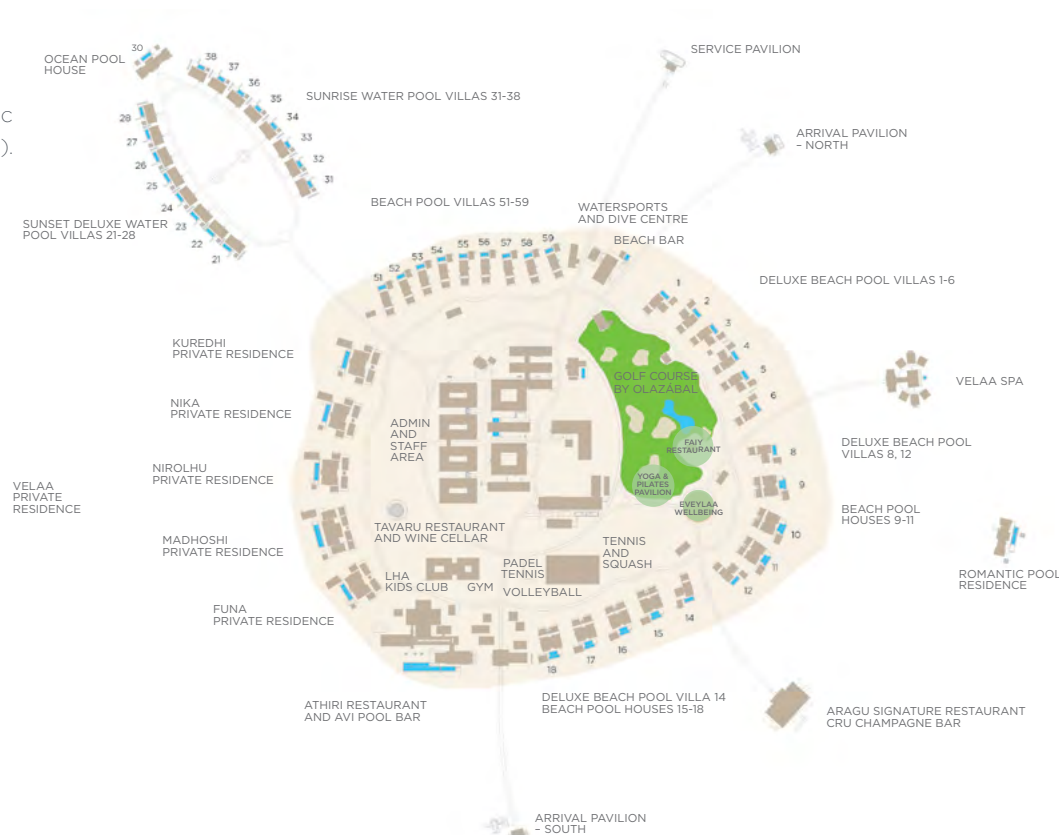 C
).
30
OCEAN POOL
HOUSE
38
37
36
35
34
33
32
31
SUNRISE WATER POOL VILLAS 31-38
SERVICE PAVILION
ARRIVAL PAVILION
– NORTH
28
27
26
25
24
23
22
21
SUNSET DELUXE WATER
POOL VILLAS 21-28
BEACH POOL VILLAS 51-59
WATERSPORTS
AND DIVE CENTRE
BEACH BAR
51
52
53
54
55
56
57
58
59
DELUXE BEACH POOL VILLAS 1-6
1
2
3
4
5
6
KUREDHI
PRIVATE RESIDENCE
NIKA
PRIVATE RESIDENCE
NIROLHU
PRIVATE RESIDENCE
VELAA
PRIVATE
RESIDENCE
MADHOSHI
PRIVATE RESIDENCE
FUNA
PRIVATE RESIDENCE
ADMIN
AND
STAFF
AREA
GOLF COURSE
BY OLAZÁBAL
FAIY
RESTAURANT
YOGA &
PILATES
PAVILION
EVEYLAA
WELLBEING
VELAA SPA
DELUXE BEACH POOL
VILLAS 8, 12
8
9
10
11
12
BEACH POOL
HOUSES 9-11
ROMANTIC POOL
RESIDENCE
TAVARU RESTAURANT
AND WINE CELLAR
TENNIS
AND
SQUASH
PADEL
TENNIS
LHA
KIDS CLUB
GYM
VOLLEYBALL
14
15
16
17
18
ATHIRI RESTAURANT
AND AVI POOL BAR
DELUXE BEACH POOL VILLA 14
BEACH POOL HOUSES 15-18
ARAGU SIGNATURE RESTAURANT
CRU CHAMPAGNE BAR
ARRIVAL PAVILION
– SOUTH